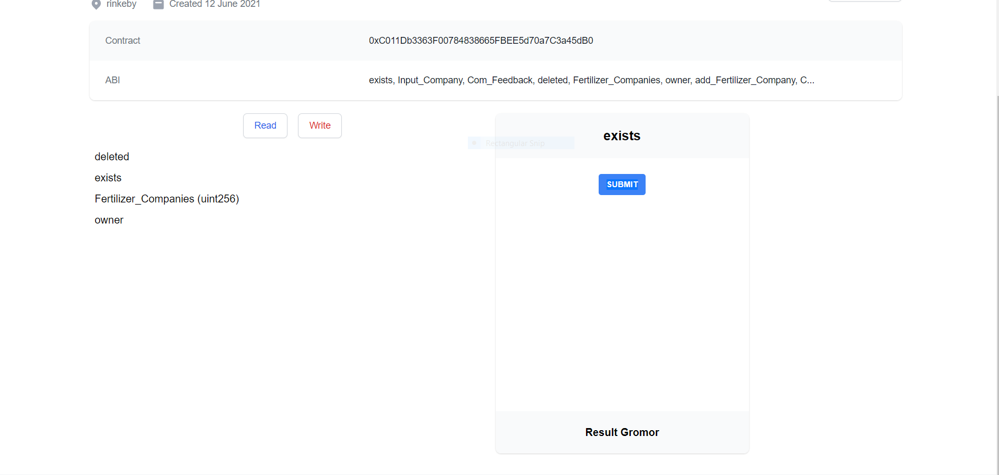 rinkeby Created 12 June 2021
Contract 0xC011Db3363F00784838665FBEE5d70a7C3a45dB0
ABI exists, Input_Company, Com_Feedback, deleted, Fertilizer_Companies, owner, add_Fertilizer_Company, C...
Read Write
exists
Rectangular Snip
deleted
exists
SUBMIT
Fertilizer_Companies (uint256)
owner
Result Gromor